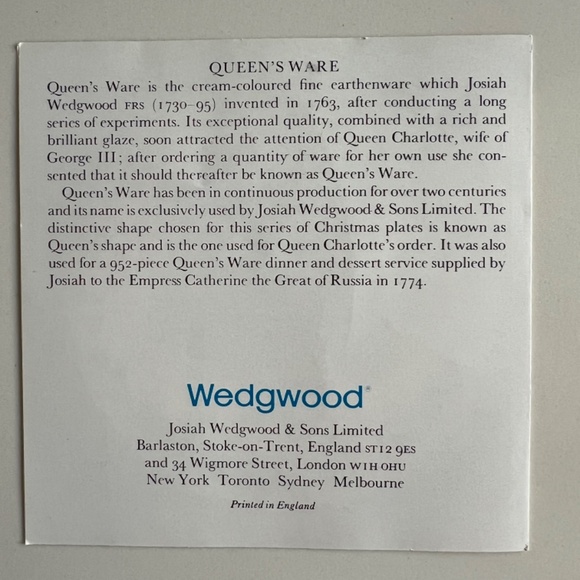 QUEEN'S WARE
Queen's Ware is the cream-coloured fine earthenware which Josiah
Wedgwood FRS (1730-95) invented in 1763, after conducting a long
series of experiments. Its exceptional quality, combined with a rich and
brilliant glaze, soon attracted the attention of Queen Charlotte, wife of
George III; after ordering a quantity of ware for her own use she con-
sented that it should thereafter be known as Queen's Ware.
Queen's Ware has been in continuous production for over two centuries
and its name is exclusively used by Josiah Wedgwood & Sons Limited. The
distinctive shape chosen for this series of Christmas plates is known as
Queen's shape and is the one used for Queen Charlotte's order. It was also
used for a 952-piece Queen's Ware dinner and dessert service supplied by
Josiah to the Empress Catherine the Great of Russia in 1774.
Wedgwood®
Josiah Wedgwood & Sons Limited
Barlaston, Stoke-on-Trent, England ST12 9ES
and 34 Wigmore Street, London W1H 0HU
New York Toronto Sydney Melbourne
Printed in England